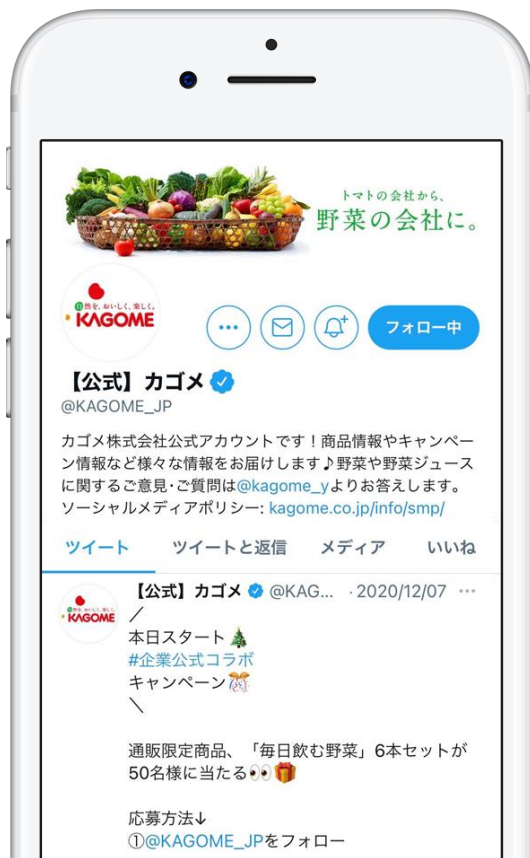 トマトの会社から、
野菜の会社に。
自然を、おいしく、楽しく。
KAGOME
フォロー中
【公式】カゴメ
@KAGOME_JP
カゴメ株式会社公式アカウントです！商品情報やキャンペー
ン情報など様々な情報をお届けします♪野菜や野菜ジュース
に関するご意見･ご質問は@kagome_yよりお答えします。
ソーシャルメディアポリシー: kagome.co.jp/info/smp/
ツイート ツイートと返信 メディア いいね
自然を、おいしく、楽しく。
KAGOME
【公式】カゴメ @KAG... ·2020/12/07 ···
／
本日スタート🎄
#企業公式コラボ
キャンペーン🎊
＼
通販限定商品、「毎日飲む野菜」6本セットが
50名様に当たる👀🎁
応募方法↓
①@KAGOME_JPをフォロー